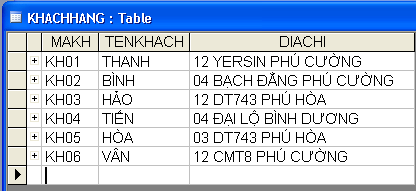 KHACHHANG : Table
MAKH TENKHACH DIACHI
KH01 THANH 12 YERSIN PHÚ CƯỜNG
KH02 BÌNH 04 BẠCH ĐẰNG PHÚ CƯỜNG
KH03 HẢO 12 DT743 PHÚ HÒA
KH04 TIẾN 04 ĐẠI LỘ BÌNH DƯƠNG
KH05 HÒA 03 DT743 PHÚ HÒA
KH06 VÂN 12 CMT8 PHÚ CƯỜNG